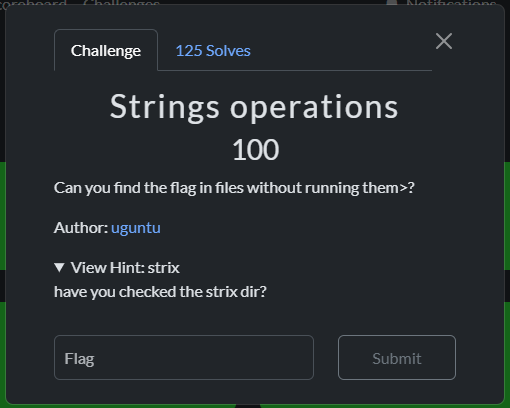 Scoreboard Challenges Notifications
Challenge
125 Solves
Strings operations
100
Can you find the flag in files without running them>?
Author: uguntu
▼ View Hint: strix
have you checked the strix dir?
Flag
Submit